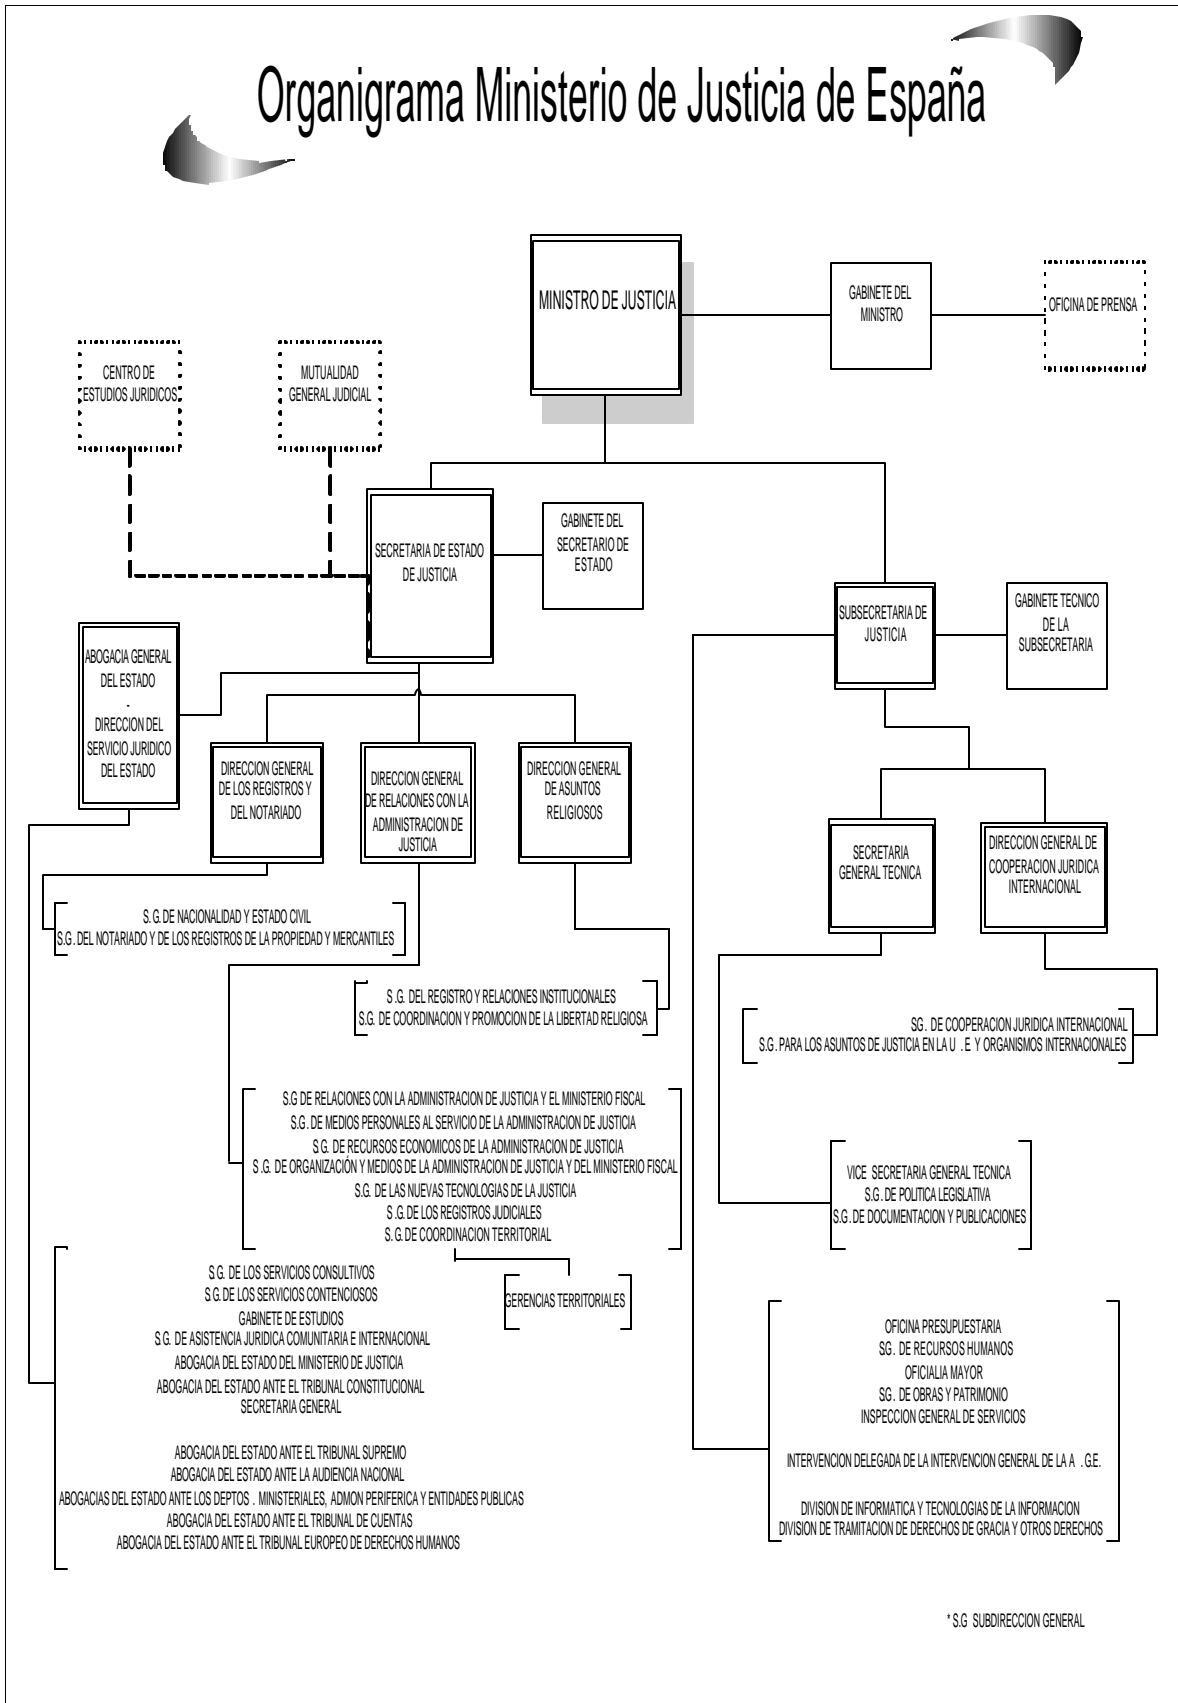 Organigrama Ministerio de Justicia de España
MINISTRO DE JUSTICIA
GABINETE DEL
MINISTRO
OFICINA DE PRENSA
CENTRO DE
ESTUDIOS JURIDICOS
MUTUALIDAD
GENERAL JUDICIAL
SECRETARIA DE ESTADO
DE JUSTICIA
GABINETE DEL
SECRETARIO DE
ESTADO
SUBSECRETARIA DE
JUSTICIA
GABINETE TECNICO
DE LA
SUBSECRETARIA
ABOGACIA GENERAL
DEL ESTADO
-
DIRECCION DEL
SERVICIO JURIDICO
DEL ESTADO
DIRECCION GENERAL
DE LOS REGISTROS Y
DEL NOTARIADO
DIRECCION GENERAL
DE RELACIONES CON LA
ADMINISTRACION DE
JUSTICIA
DIRECCION GENERAL
DE ASUNTOS
RELIGIOSOS
SECRETARIA
GENERAL TECNICA
DIRECCION GENERAL DE
COOPERACION JURIDICA
INTERNACIONAL
S.G. DE NACIONALIDAD Y ESTADO CIVIL
S.G. DEL NOTARIADO Y DE LOS REGISTROS DE LA PROPIEDAD Y MERCANTILES
S.G. DEL REGISTRO Y RELACIONES INSTITUCIONALES
S.G. DE COORDINACION Y PROMOCION DE LA LIBERTAD RELIGIOSA
SG. DE COOPERACION JURIDICA INTERNACIONAL
S.G. PARA LOS ASUNTOS DE JUSTICIA EN LA U .E Y ORGANISMOS INTERNACIONALES
S.G DE RELACIONES CON LA ADMINISTRACION DE JUSTICIA Y EL MINISTERIO FISCAL
S.G. DE MEDIOS PERSONALES AL SERVICIO DE LA ADMINISTRACION DE JUSTICIA
S.G. DE RECURSOS ECONOMICOS DE LA ADMINISTRACION DE JUSTICIA
S.G. DE ORGANIZACIÓN Y MEDIOS DE LA ADMINISTRACION DE JUSTICIA Y DEL MINISTERIO FISCAL
S.G. DE LAS NUEVAS TECNOLOGIAS DE LA JUSTICIA
S.G. DE LOS REGISTROS JUDICIALES
S.G. DE COORDINACION TERRITORIAL
VICE SECRETARIA GENERAL TECNICA
S.G. DE POLITICA LEGISLATIVA
S.G. DE DOCUMENTACION Y PUBLICACIONES
GERENCIAS TERRITORIALES
S.G. DE LOS SERVICIOS CONSULTIVOS
S.G. DE LOS SERVICIOS CONTENCIOSOS
GABINETE DE ESTUDIOS
S.G. DE ASISTENCIA JURIDICA COMUNITARIA E INTERNACIONAL
ABOGACIA DEL ESTADO DEL MINISTERIO DE JUSTICIA
ABOGACIA DEL ESTADO ANTE EL TRIBUNAL CONSTITUCIONAL
SECRETARIA GENERAL
ABOGACIA DEL ESTADO ANTE EL TRIBUNAL SUPREMO
ABOGACIA DEL ESTADO ANTE LA AUDIENCIA NACIONAL
ABOGACIAS DEL ESTADO ANTE LOS DEPTOS . MINISTERIALES, ADMON PERIFERICA Y ENTIDADES PUBLICAS
ABOGACIA DEL ESTADO ANTE EL TRIBUNAL DE CUENTAS
ABOGACIA DEL ESTADO ANTE EL TRIBUNAL EUROPEO DE DERECHOS HUMANOS
OFICINA PRESUPUESTARIA
S.G. DE RECURSOS HUMANOS
OFICIALIA MAYOR
S.G. DE OBRAS Y PATRIMONIO
INSPECCION GENERAL DE SERVICIOS
INTERVENCION DELEGADA DE LA INTERVENCION GENERAL DE LA A .G.E.
DIVISION DE INFORMATICA Y TECNOLOGIAS DE LA INFORMACION
DIVISION DE TRAMITACION DE DERECHOS DE GRACIA Y OTROS DERECHOS
* S.G SUBDIRECCION GENERAL